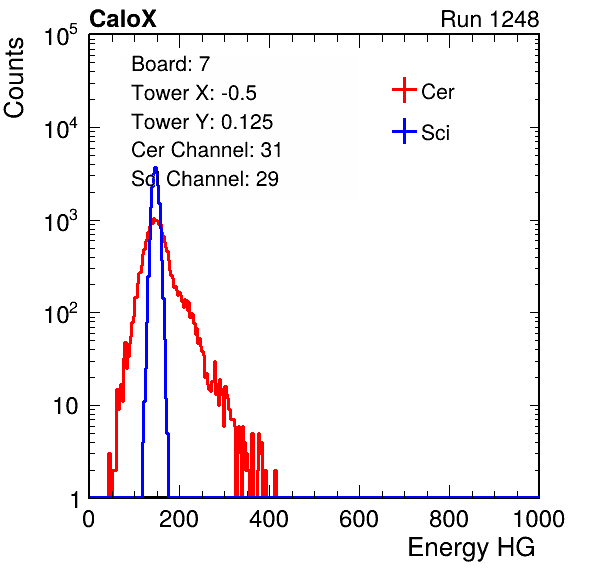 CaloX Run 1248
Counts
Board: 7
Tower X: -0.5
Tower Y: 0.125
Cer Channel: 31
Sci Channel: 29
Cer
Sci
10^5
10^4
10^3
10^2
10
1
0 200 400 600 800 1000
Energy HG